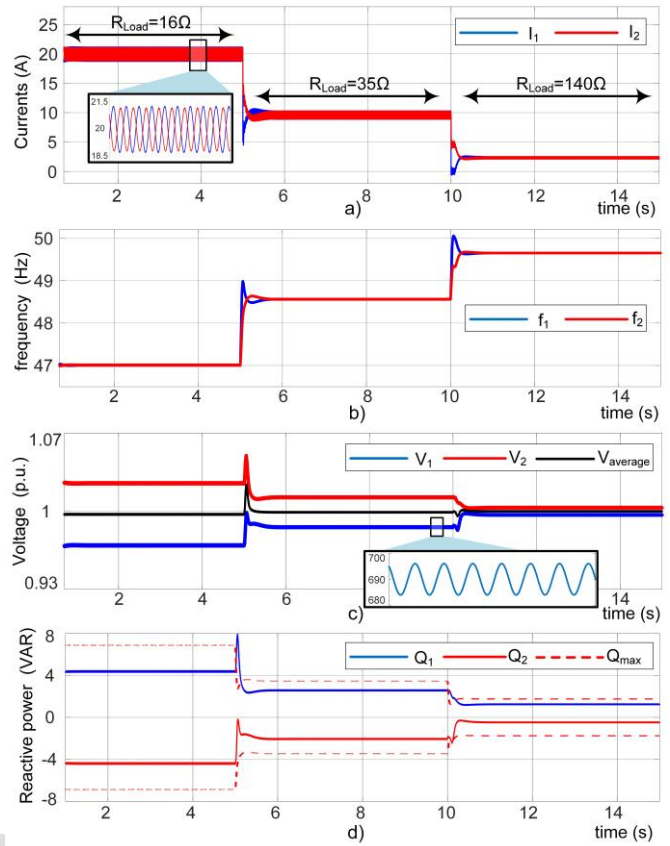 25
20
15
10
5
0
Currents (A)
R_Load=16Ω
R_Load=35Ω
R_Load=140Ω
I₁ I₂
21.5
20
18.5
2 4 6 8 10 12 14
time (s)
a)
50
49
48
47
frequency (Hz)
f₁ f₂
2 4 6 8 10 12 14
time (s)
b)
1.07
1
0.93
Voltage (p.u.)
V₁ V₂ V_average
700
690
680
2 4 6 14
time (s)
c)
8
4
0
-4
-8
Reactive power (VAR)
Q₁ Q₂ Q_max
2 4 6 8 10 12 14
time (s)
d)